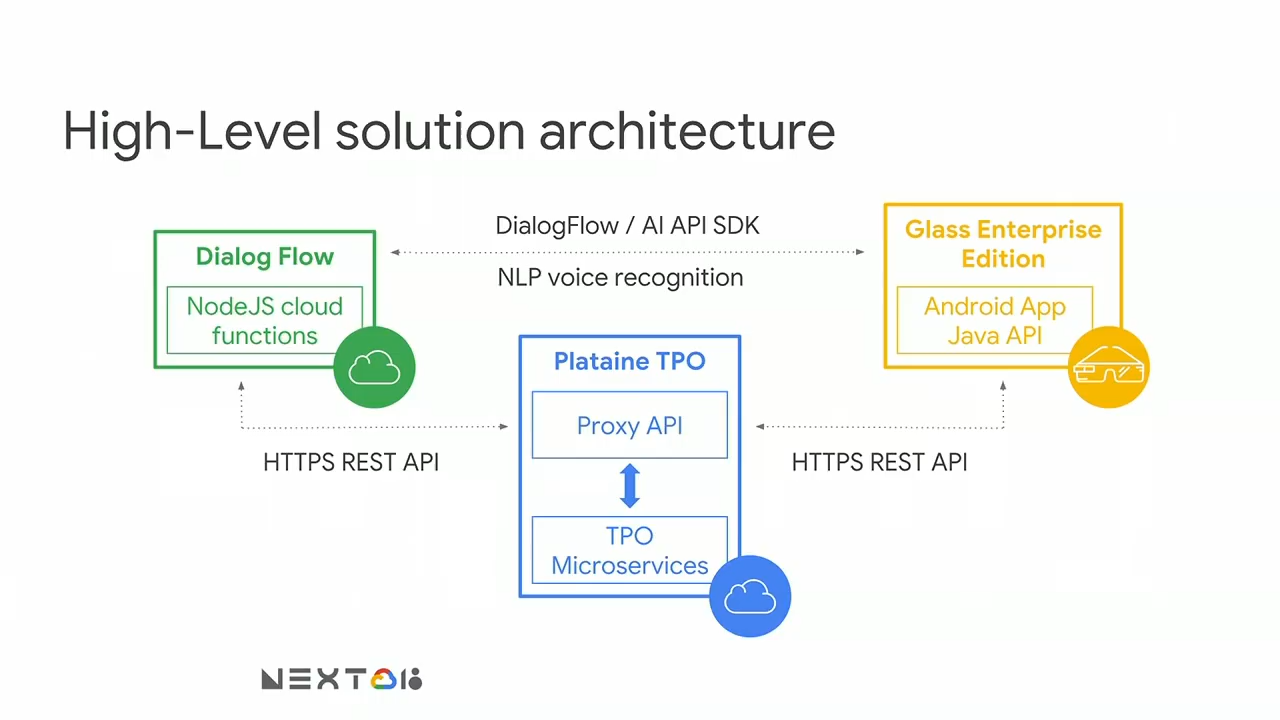 High-Level solution architecture
DialogFlow / AI API SDK
NLP voice recognition
Dialog Flow
NodeJS cloud
functions
Glass Enterprise
Edition
Android App
Java API
Plataine TPO
Proxy API
TPO
Microservices
HTTPS REST API
HTTPS REST API
NEXT 18